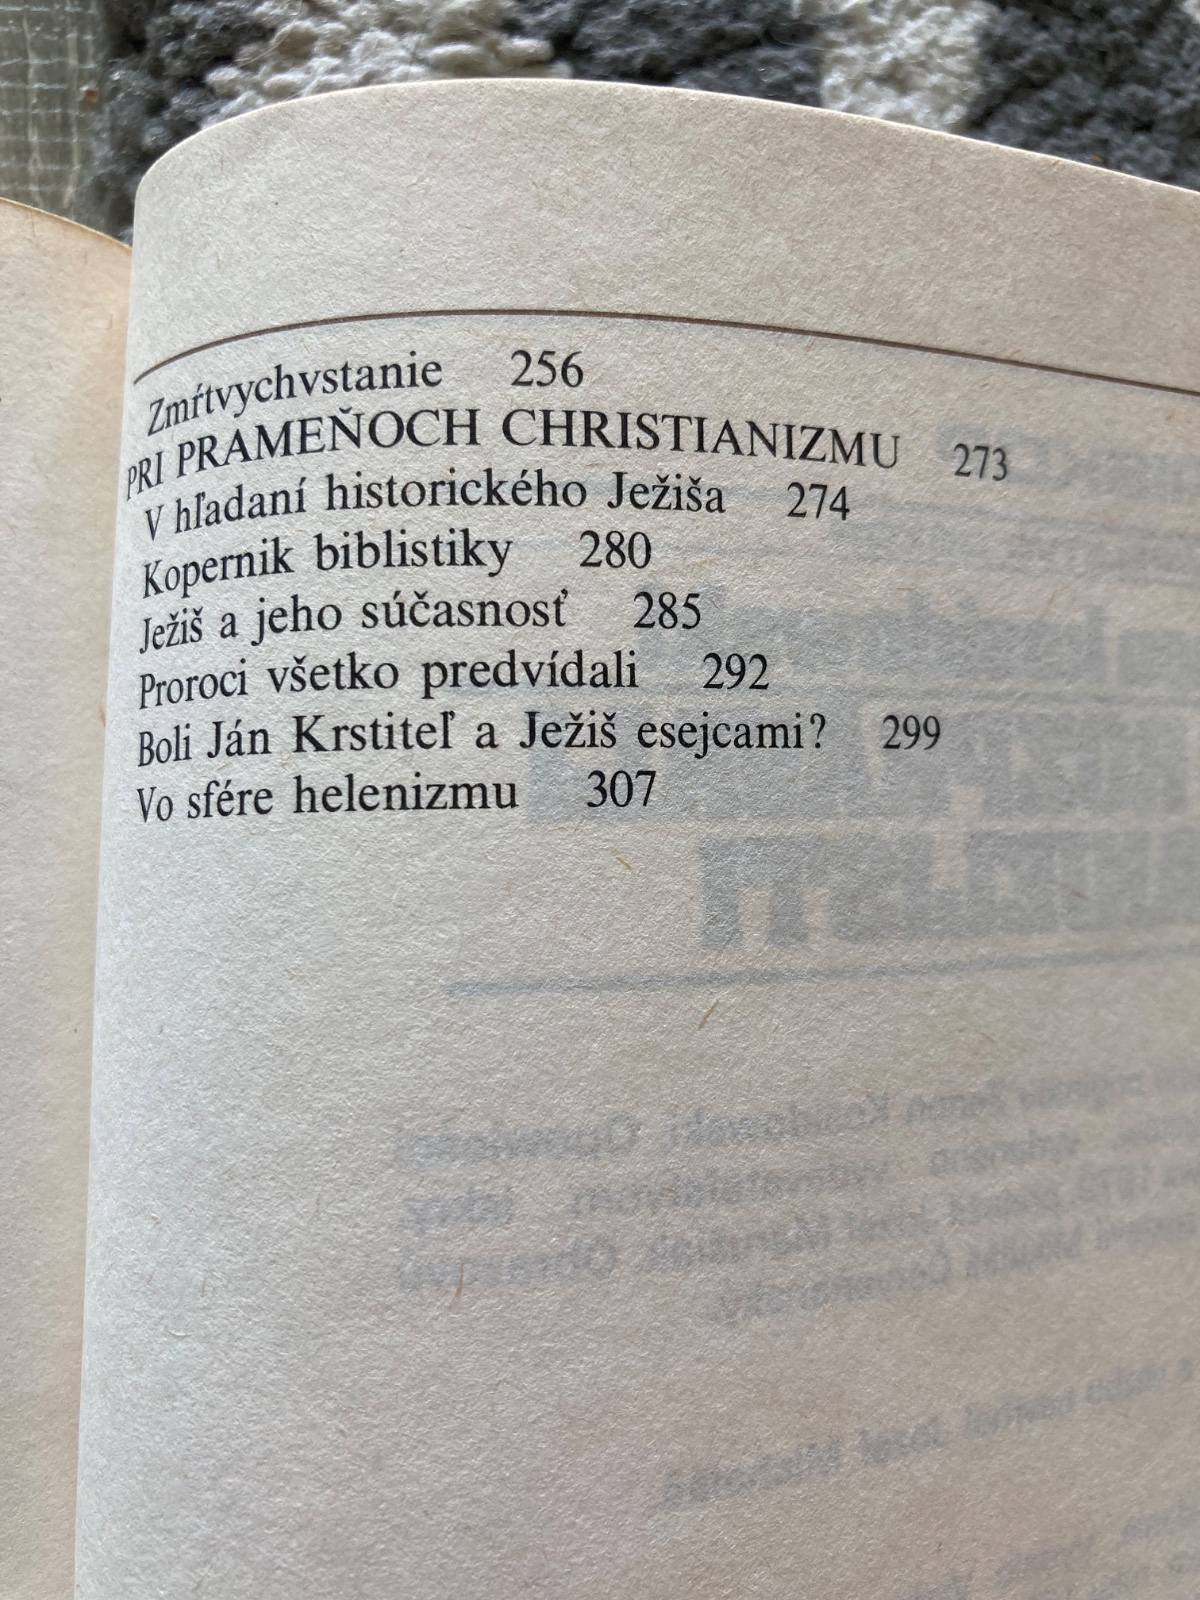 Zmŕtvychvstanie 256
PRI PRAMEŇOCH CHRISTIANIZMU 273
V hľadaní historického Ježiša 274
Kopernik biblistiky 280
Ježiš a jeho súčasnosť 285
Proroci všetko predvídali 292
Boli Ján Krstiteľ a Ježiš esejcami? 299
Vo sfére helenizmu 307